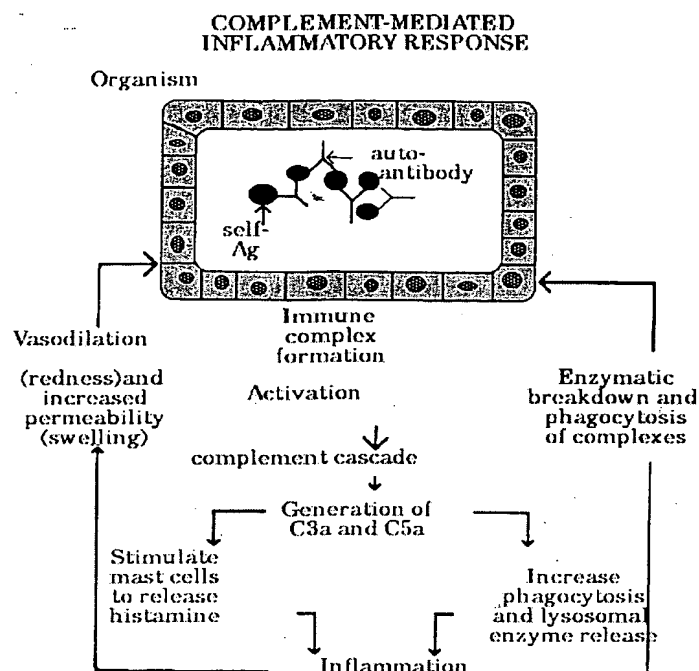 COMPLEMENT-MEDIATED
INFLAMMATORY RESPONSE
Organism
auto-
antibody
self-
Ag
Immune
complex
formation
Vasodilation
(redness)and
increased
permeability
(swelling)
Activation
Enzymatic
breakdown and
phagocytosis
of complexes
complement cascade
Generation of
C3a and C5a
Stimulate
mast cells
to release
histamine
Increase
phagocytosis
and lysosomal
enzyme release
Inflammation